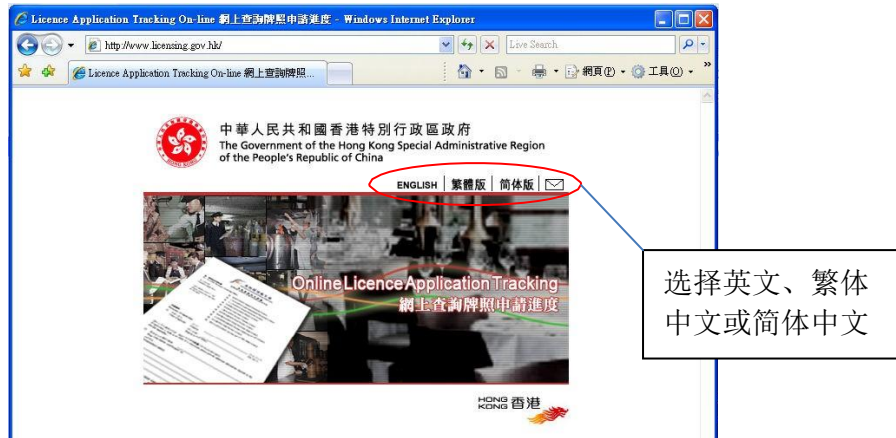 Licence Application Tracking On-line 網上查詢牌照申請進度 - Windows Internet Explorer
http://www.licensing.gov.hk/
Live Search
Licence Application Tracking On-line 網上查詢牌照...
網頁(P)
工具(O)
»
中華人民共和國香港特別行政區政府
The Government of the Hong Kong Special Administrative Region
of the People's Republic of China
ENGLISH | 繁體版 | 简体版 |
Online Licence Application Tracking
網上查詢牌照申請進度
选择英文、繁体
中文或简体中文
HONG KONG 香港